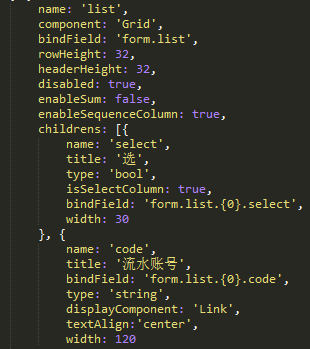 name: 'list',
component: 'Grid',
bindField: 'form.list',
rowHeight: 32,
headerHeight: 32,
disabled: true,
enableSum: false,
enableSequenceColumn: true,
childrens: [{
name: 'select',
title: '选',
type: 'bool',
isSelectColumn: true,
bindField: 'form.list.{0}.select',
width: 30
}, {
name: 'code',
title: '流水账号',
bindField: 'form.list.{0}.code',
type: 'string',
displayComponent: 'Link',
textAlign:'center',
width: 120